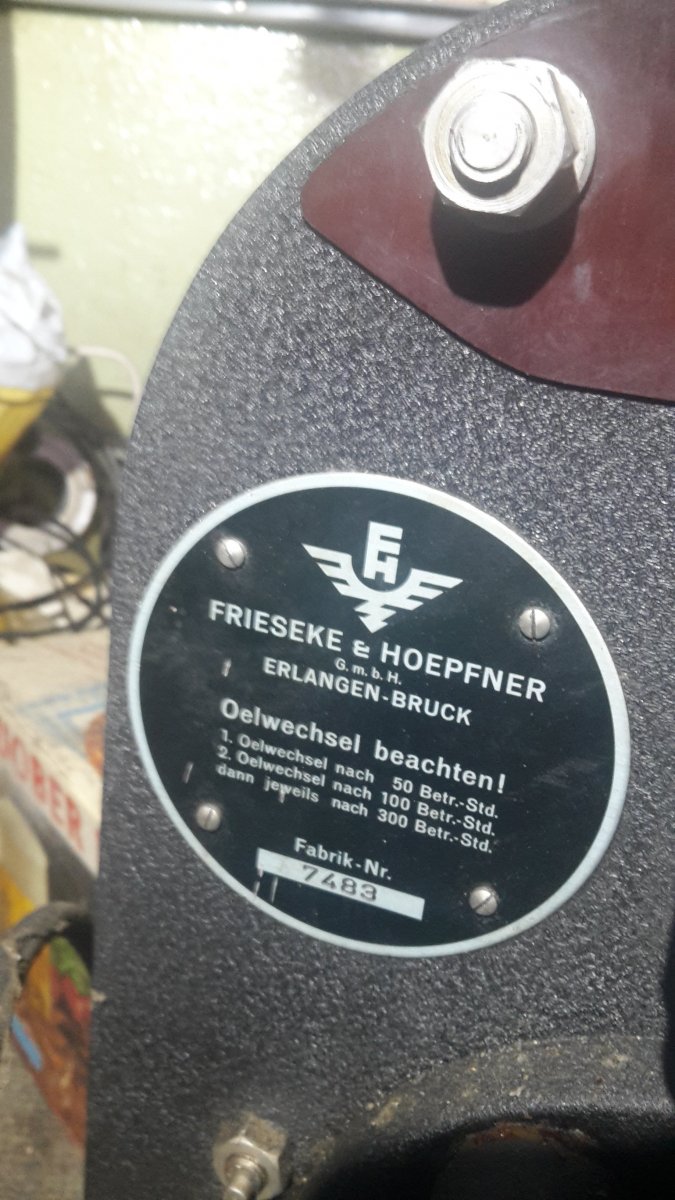 FH
FRIESEKE & HOEPFNER
G.m.b.H.
ERLANGEN-BRUCK
Oelwechsel beachten!
1. Oelwechsel nach 50 Betr.-Std.
2. Oelwechsel nach 100 Betr.-Std.
dann jeweils nach 300 Betr.-Std.
Fabrik-Nr.
7483